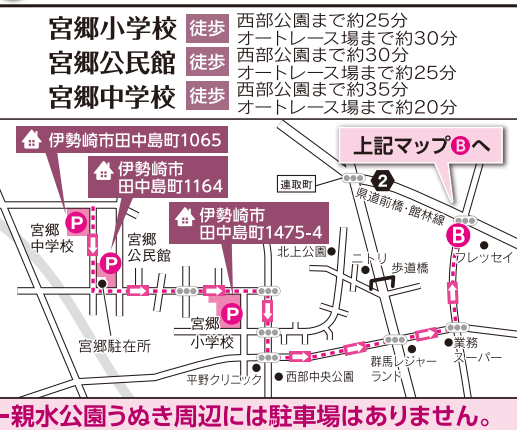 宮郷小学校 徒歩 西部公園まで約25分
オートレース場まで約30分
宮郷公民館 徒歩 西部公園まで約30分
オートレース場まで約25分
宮郷中学校 徒歩 西部公園まで約35分
オートレース場まで約20分
伊勢崎市田中島町1065
上記マップBへ
伊勢崎市
田中島町1164
連取町
2
県道前橋・館林線
伊勢崎市
田中島町1475-4
P
宮郷
中学校
P
宮郷
公民館
北上公園
ニトリ
歩道橋
B
フレッセイ
P
宮郷
小学校
宮郷駐在所
業務
スーパー
群馬レジャー
ランド
平野クリニック
西部中央公園
ー親水公園うぬき周辺には駐車場はありません。